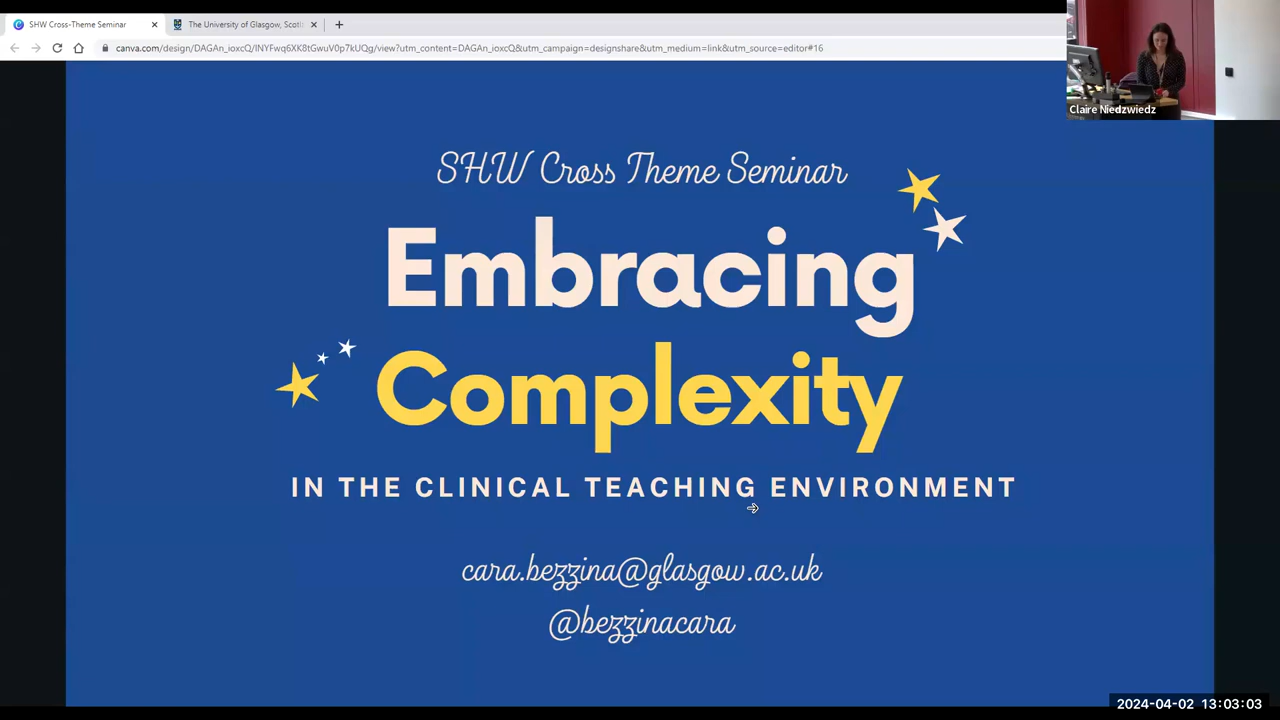 SHW Cross-Theme Seminar
The University of Glasgow, Scotl
canva.com/design/DAGAn_ioxcQ/INYFwq6XK8tGwuV0p7kUQg/view?utm_content=DAGAn_ioxcQ&utm_campaign=designshare&utm_medium=link&utm_source=editor#16
Claire Niedzwiedz
SHW Cross Theme Seminar
Embracing
Complexity
IN THE CLINICAL TEACHING ENVIRONMENT
cara.bezzina@glasgow.ac.uk
@bezzinacara
2024-04-02 13:03:03